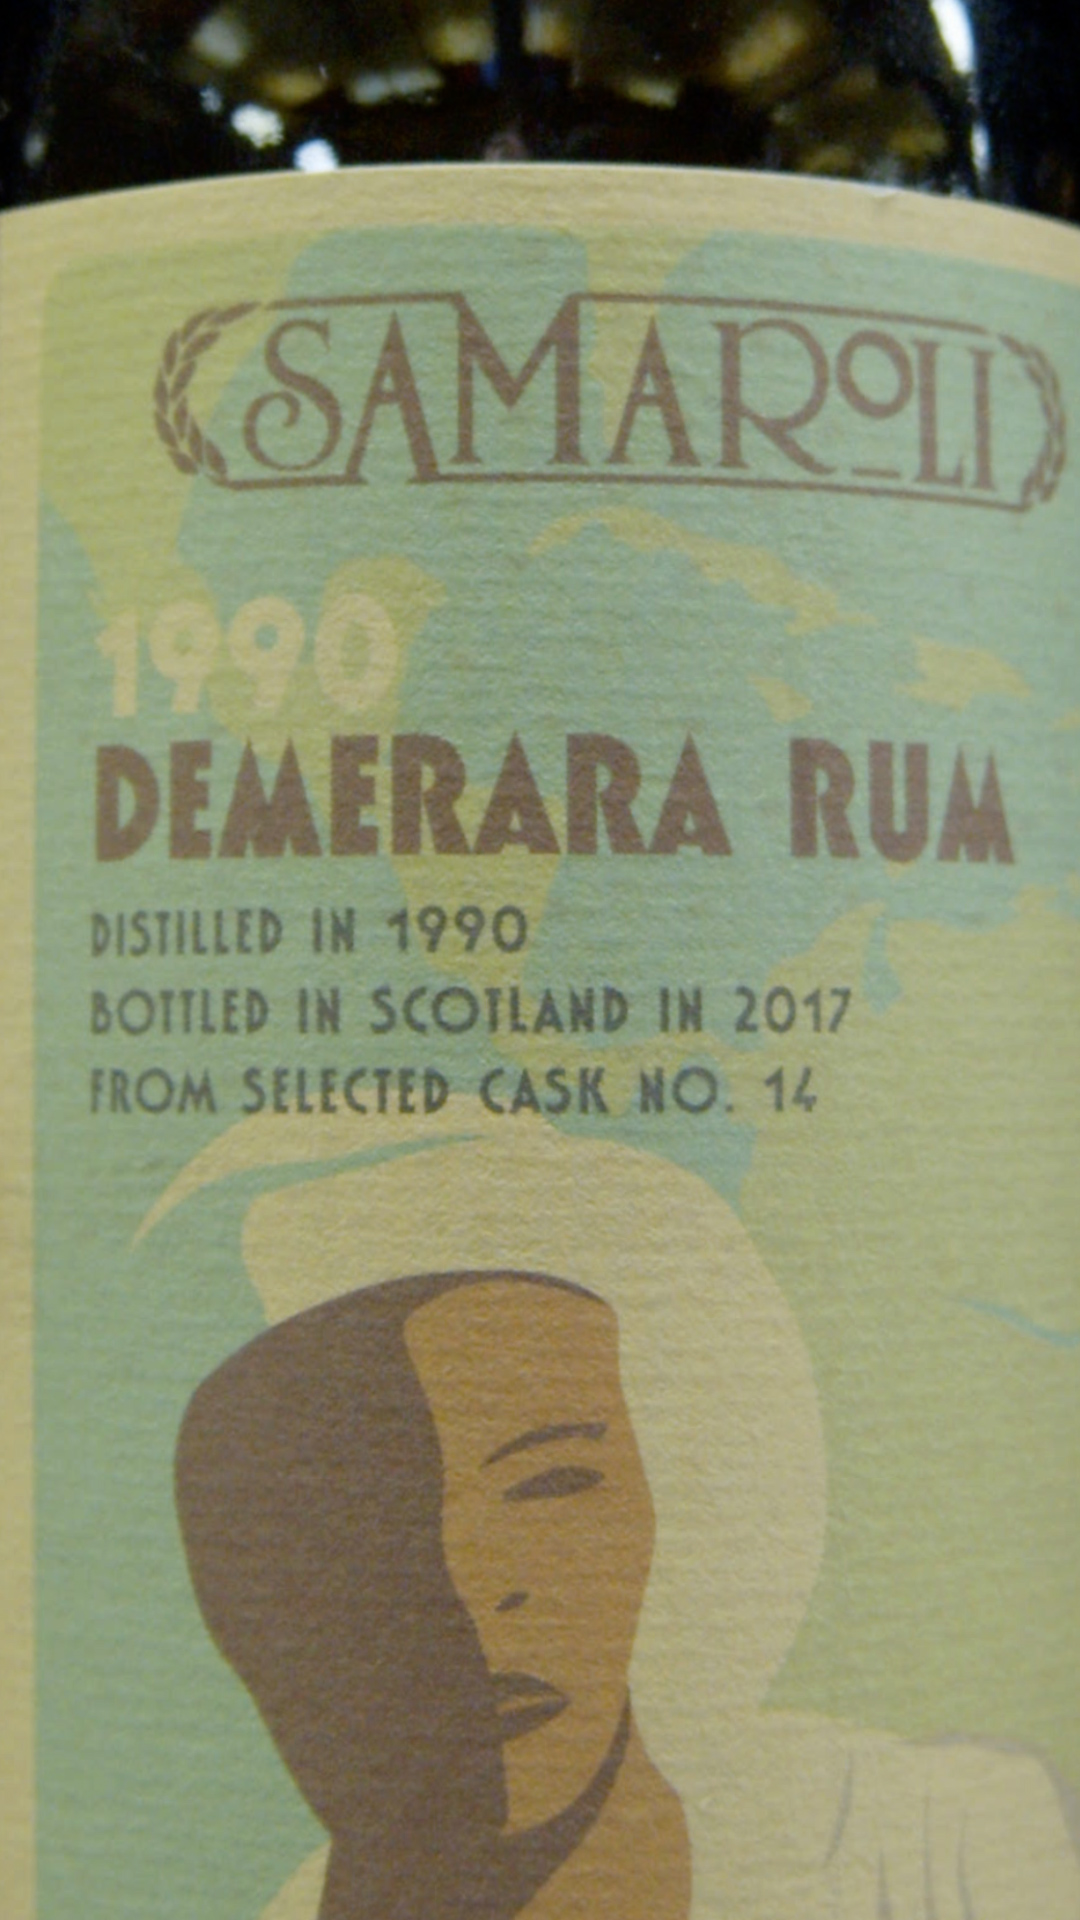 SAMAROLI
1990
DEMERARA RUM
DISTILLED IN 1990
BOTTLED IN SCOTLAND IN 2017
FROM SELECTED CASK NO. 14